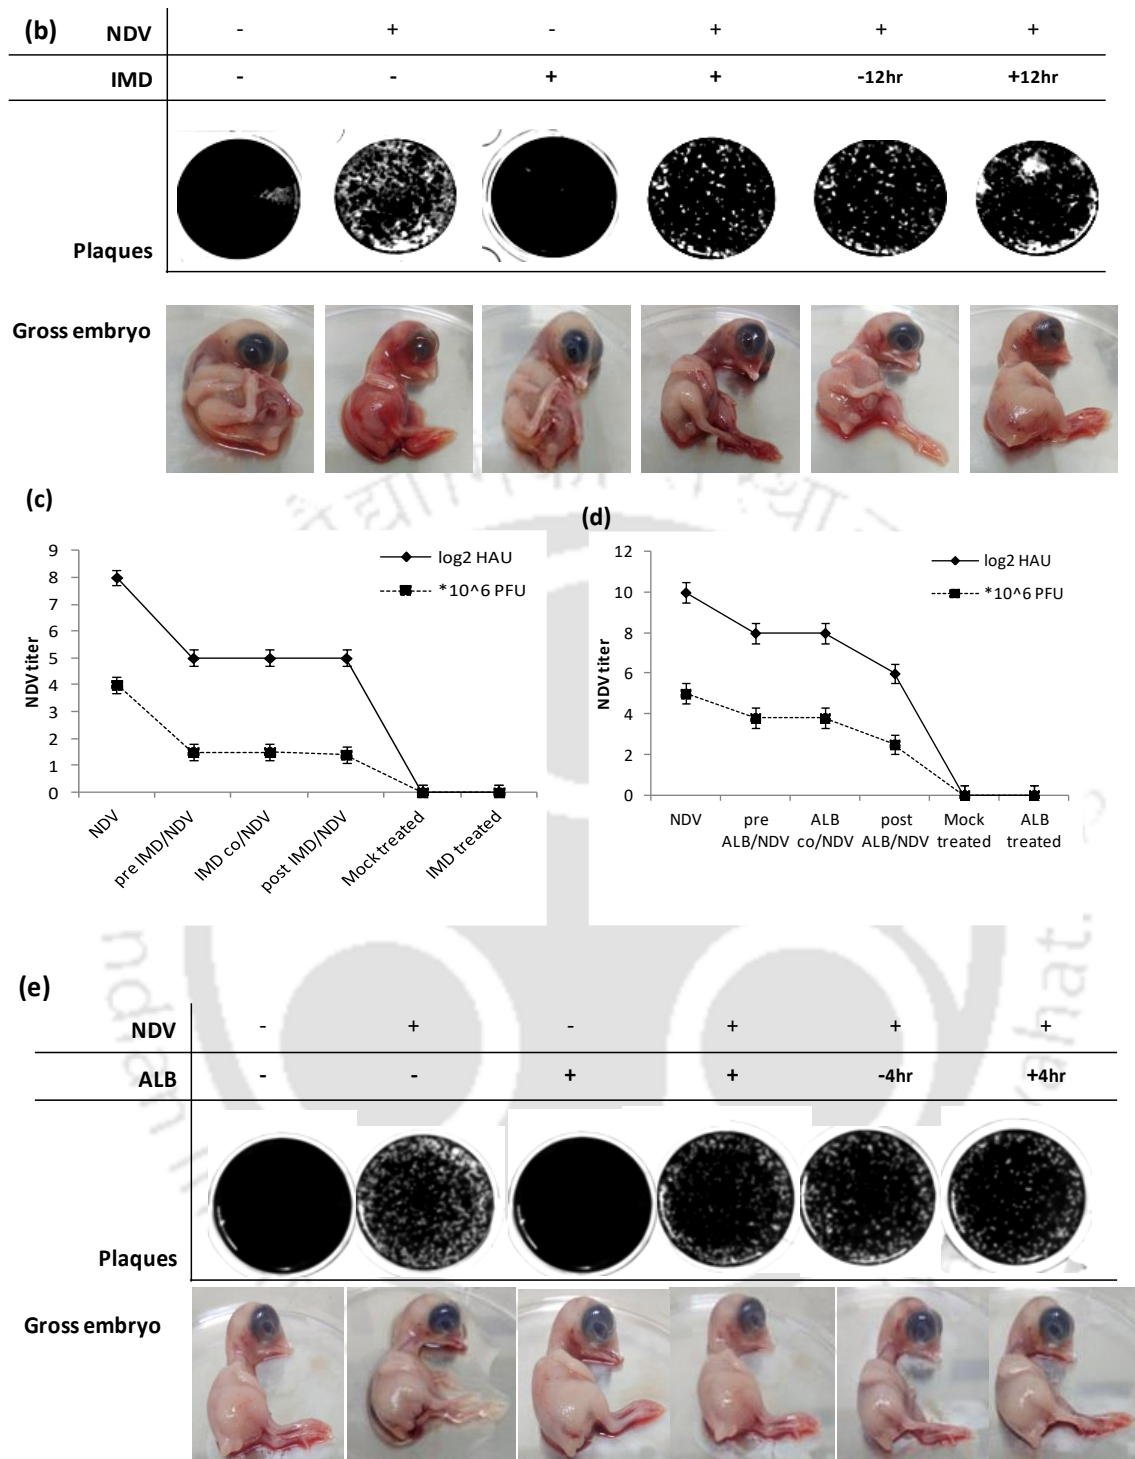 (b) NDV - + - + + +
IMD - - + + -12hr +12hr
Plaques
Gross embryo
(c)
9
8
7
6
5
4
3
2
1
0
NDV titer
log2 HAU
*10^6 PFU
NDV
pre IMD/NDV
IMD co/NDV
post IMD/NDV
Mock treated
IMD treated
(d)
12
10
8
6
4
2
0
NDV titer
log2 HAU
*10^6 PFU
NDV pre ALB post Mock ALB
ALB/NDV co/NDV ALB/NDV treated treated
(e)
NDV - + - + + +
ALB - - + + -4hr +4hr
Plaques
Gross embryo